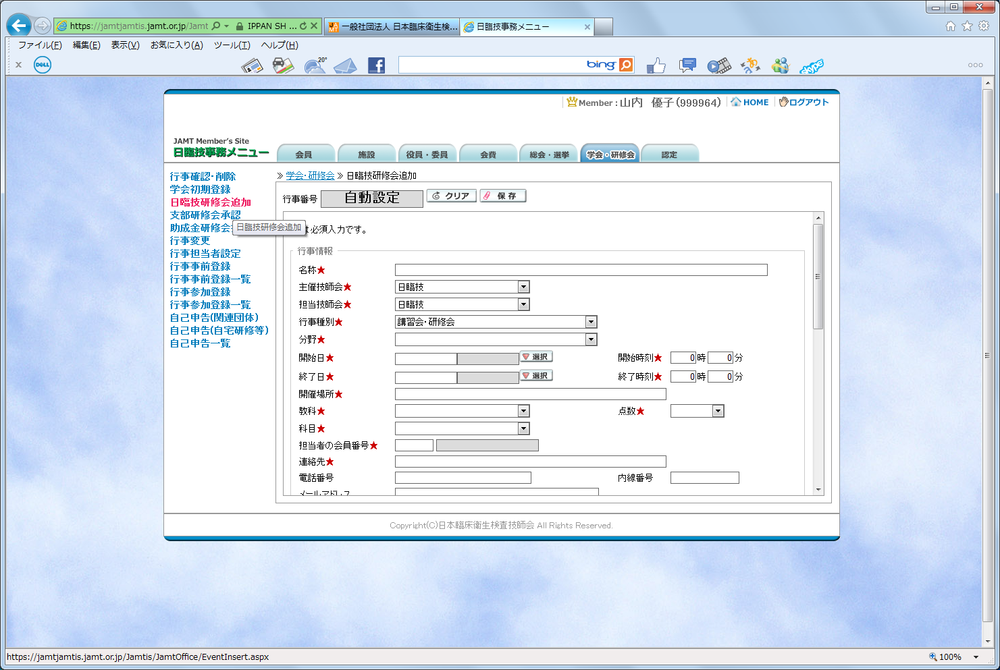 https://jamtjamtis.jamt.or.jp/Jamt
IPPAN SH ...
一般社団法人 日本臨床衛生検...
日臨技事務メニュー
ファイル(F) 編集(E) 表示(V) お気に入り(A) ツール(T) ヘルプ(H)
x DELL 20° bing skype
Member : 山内 優子(999964) HOME ログアウト
JAMT Member's Site
日臨技事務メニュー
会員 施設 役員・委員 会費 総会・選挙 学会・研修会 認定
行事確認・削除
学会初期登録
日臨技研修会追加
支部研修会承認
助成金研修会
行事変更
行事担当者設定
行事事前登録
行事事前登録一覧
行事参加登録
行事参加登録一覧
自己申告(関連団体)
自己申告(自宅研修等)
自己申告一覧
日臨技研修会追加
≫ 学会・研修会 ≫ 日臨技研修会追加
行事番号 自動設定 クリア 保存
は必須入力です。
行事情報
名称★
主催技師会★ 日臨技
担当技師会★ 日臨技
行事種別★ 講習会・研修会
分野★
開始日★ 選択 開始時刻★ 0 時 0 分
終了日★ 選択 終了時刻★ 0 時 0 分
開催場所★
教科★ 点数★
科目★
担当者の会員番号★
連絡先★
電話番号 内線番号
メールアドレス
Copyright(C)日本臨床衛生検査技師会 All Rights Reserved.
https://jamtjamtis.jamt.or.jp/Jamtis/JamtOffice/EventInsert.aspx
100%